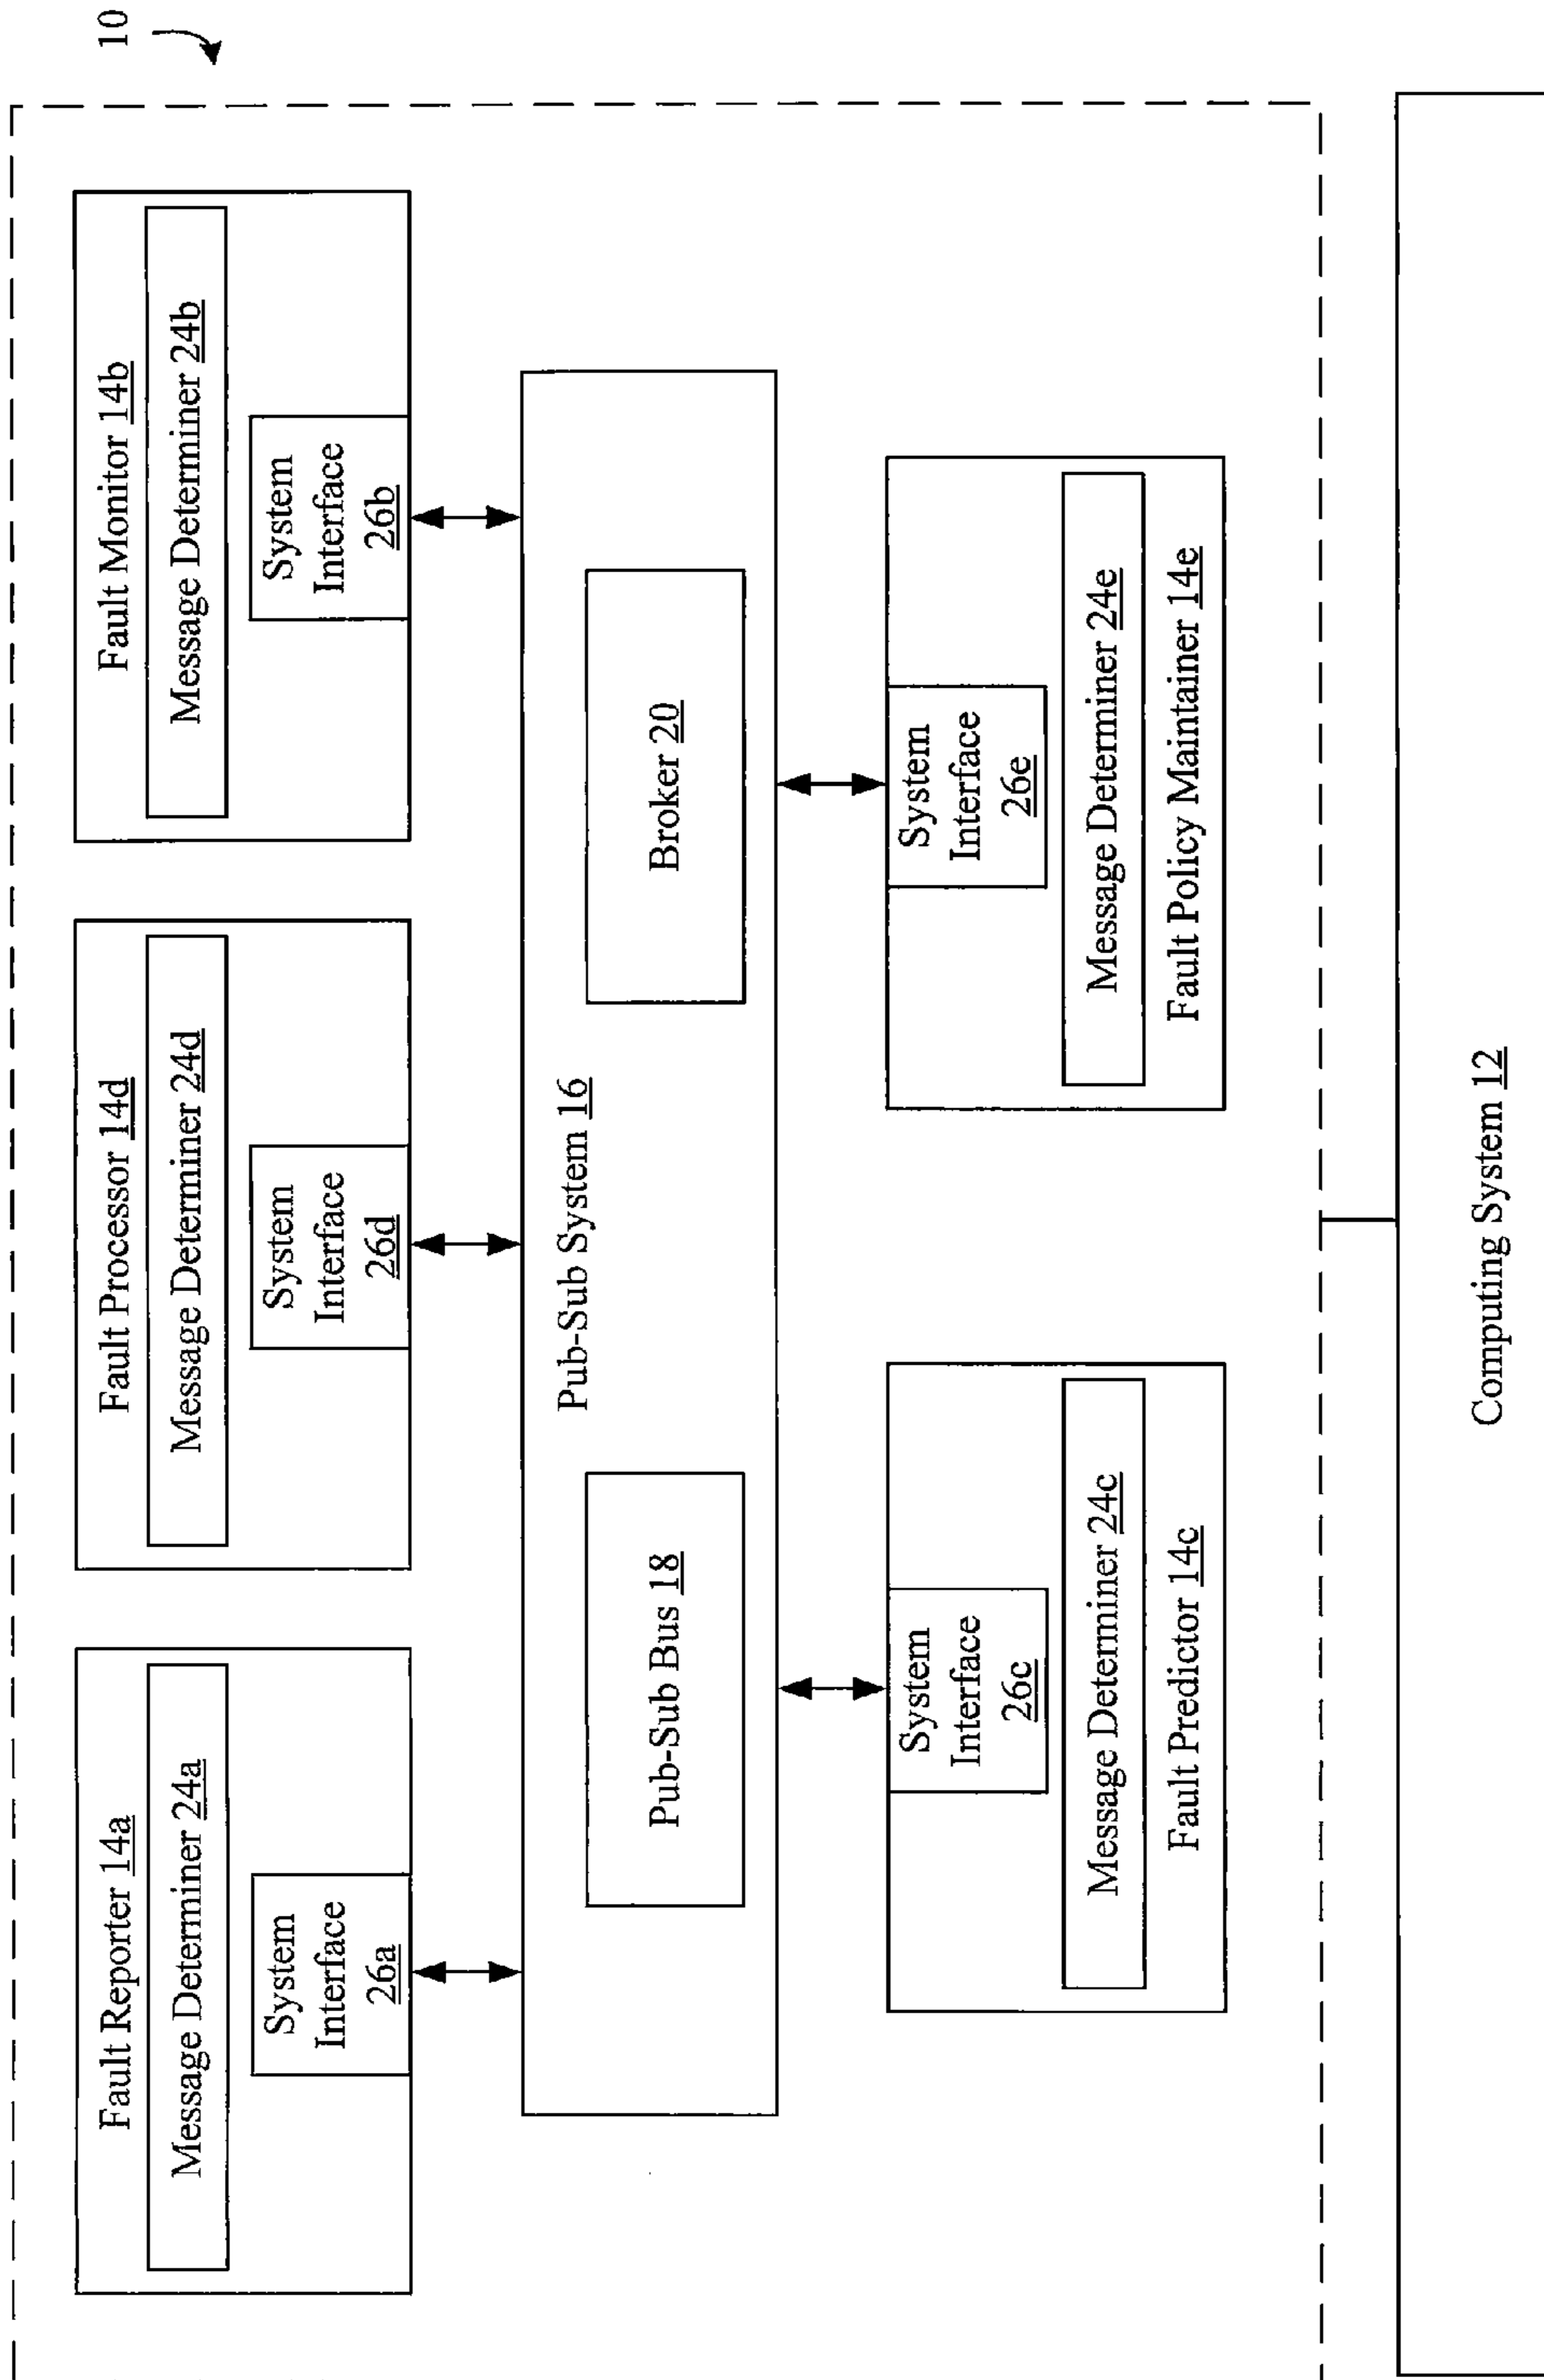 10
Fault Reporter 14a
Message Determiner 24a
System
Interface
26a
Fault Processor 14d
Message Determiner 24d
System
Interface
26d
Fault Monitor 14b
Message Determiner 24b
System
Interface
26b
Pub-Sub System 16
Pub-Sub Bus 18
Broker 20
System
Interface
26c
Message Determiner 24c
Fault Predictor 14c
System
Interface
26e
Message Determiner 24e
Fault Policy Maintainer 14e
Computing System 12